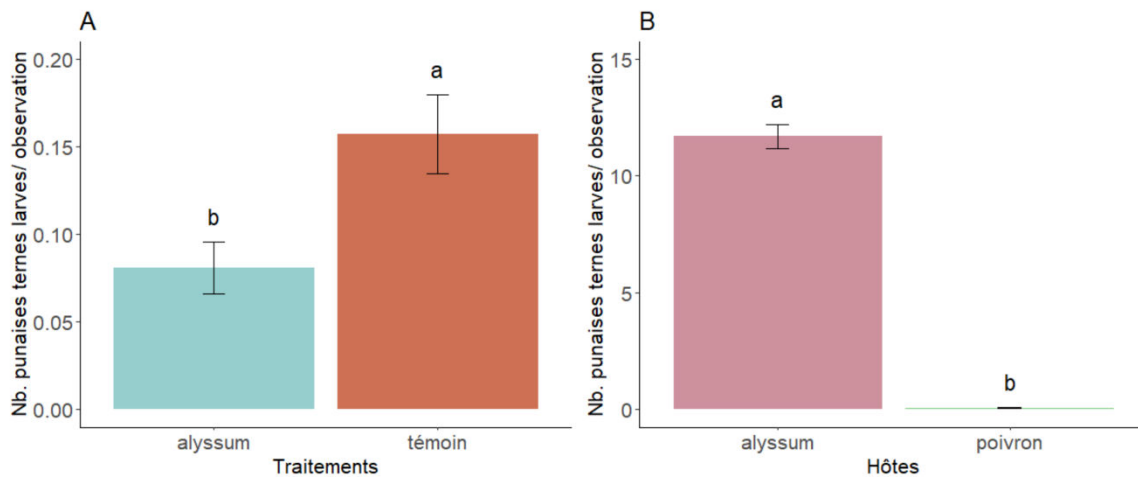 A
Nb. punaises ternes larves/ observation
0.20
0.15
0.10
0.05
0.00
b
a
alyssum
témoin
Traitements
B
Nb. punaises ternes larves/ observation
15
10
5
0
a
b
alyssum
poivron
Hôtes